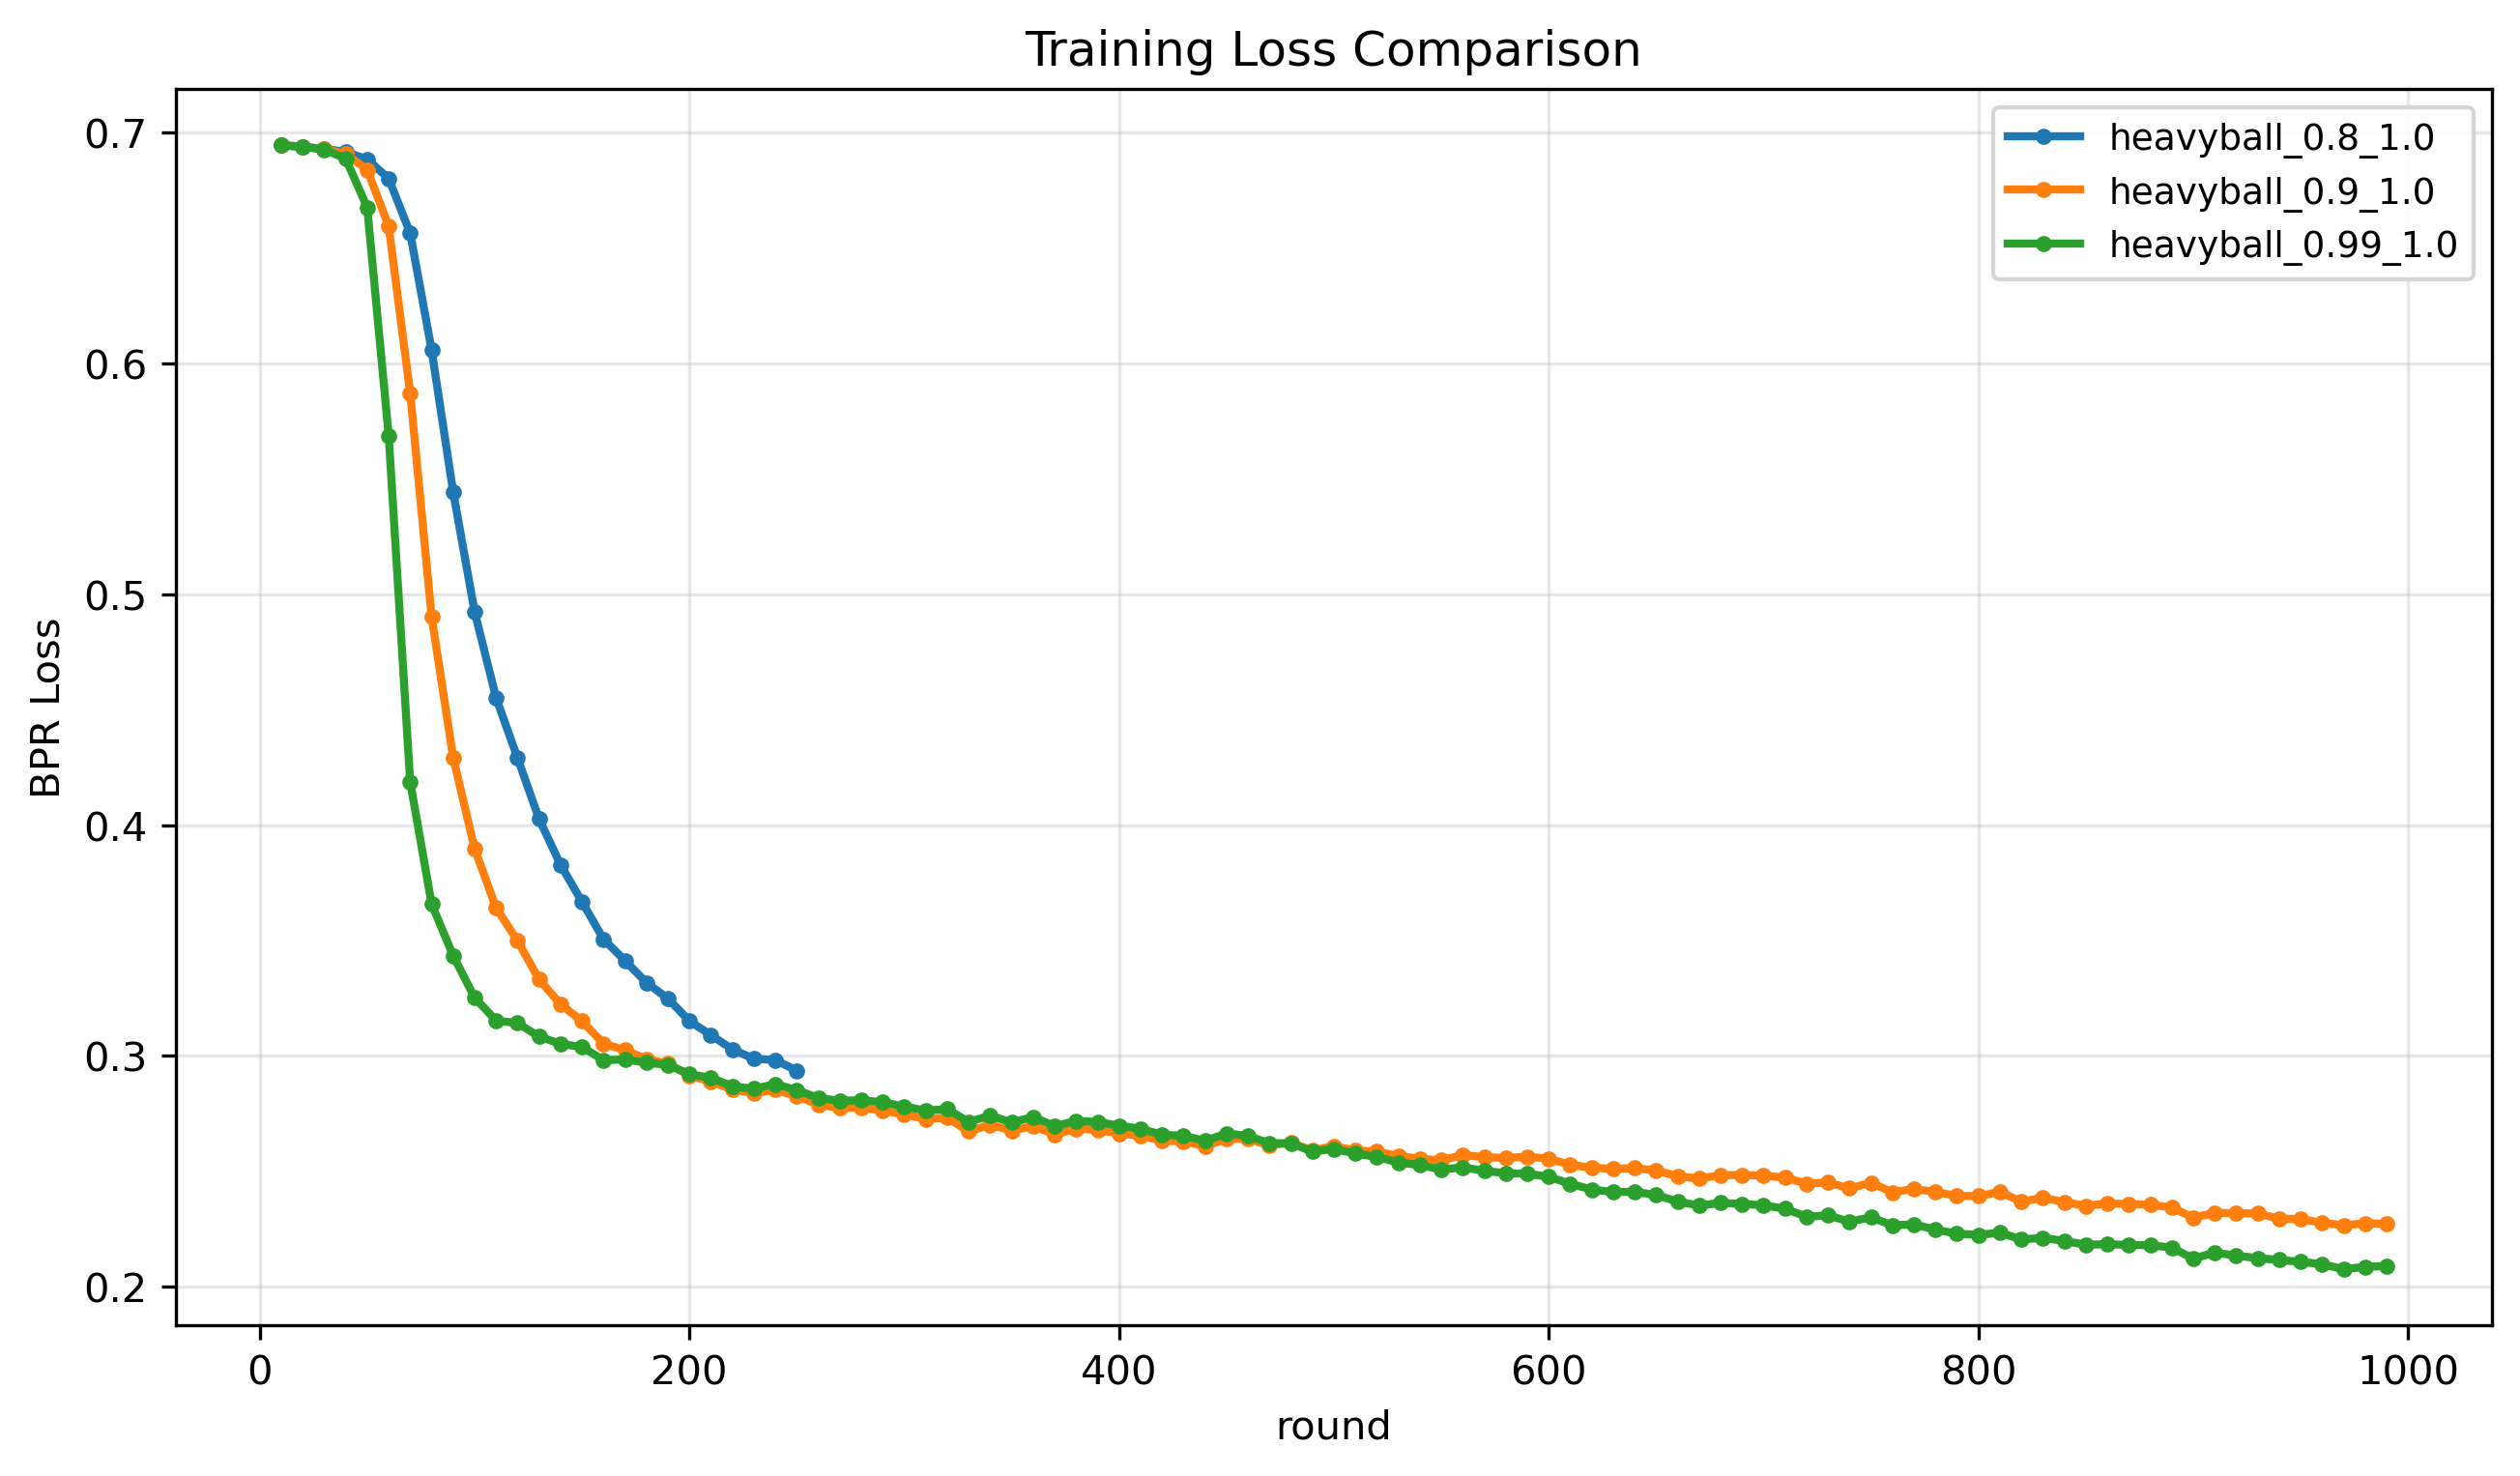 Training Loss Comparison
heavyball_0.8_1.0
heavyball_0.9_1.0
heavyball_0.99_1.0
BPR Loss
0.7
0.6
0.5
0.4
0.3
0.2
0 200 400 600 800 1000
round